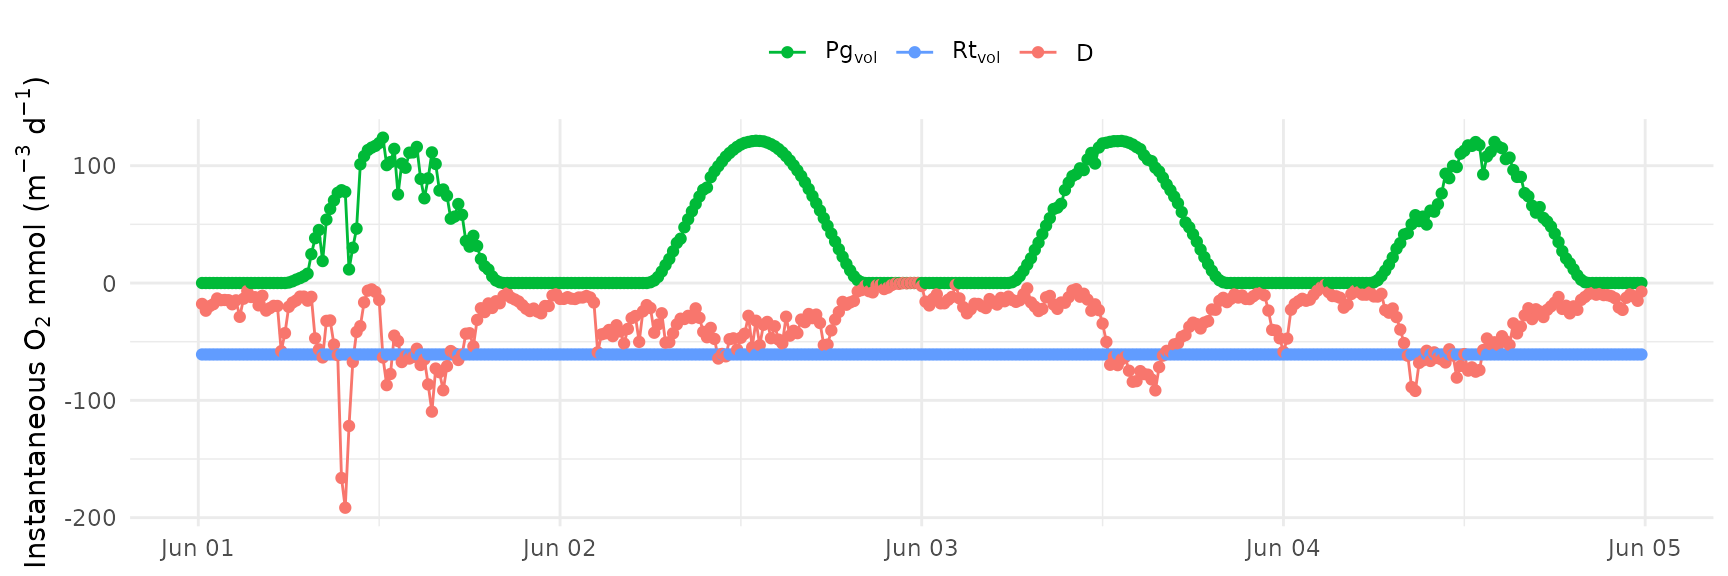 Pgvol Rtvol D
Instantaneous O₂ mmol (m⁻³ d⁻¹)
100
0
-100
-200
Jun 01 Jun 02 Jun 03 Jun 04 Jun 05